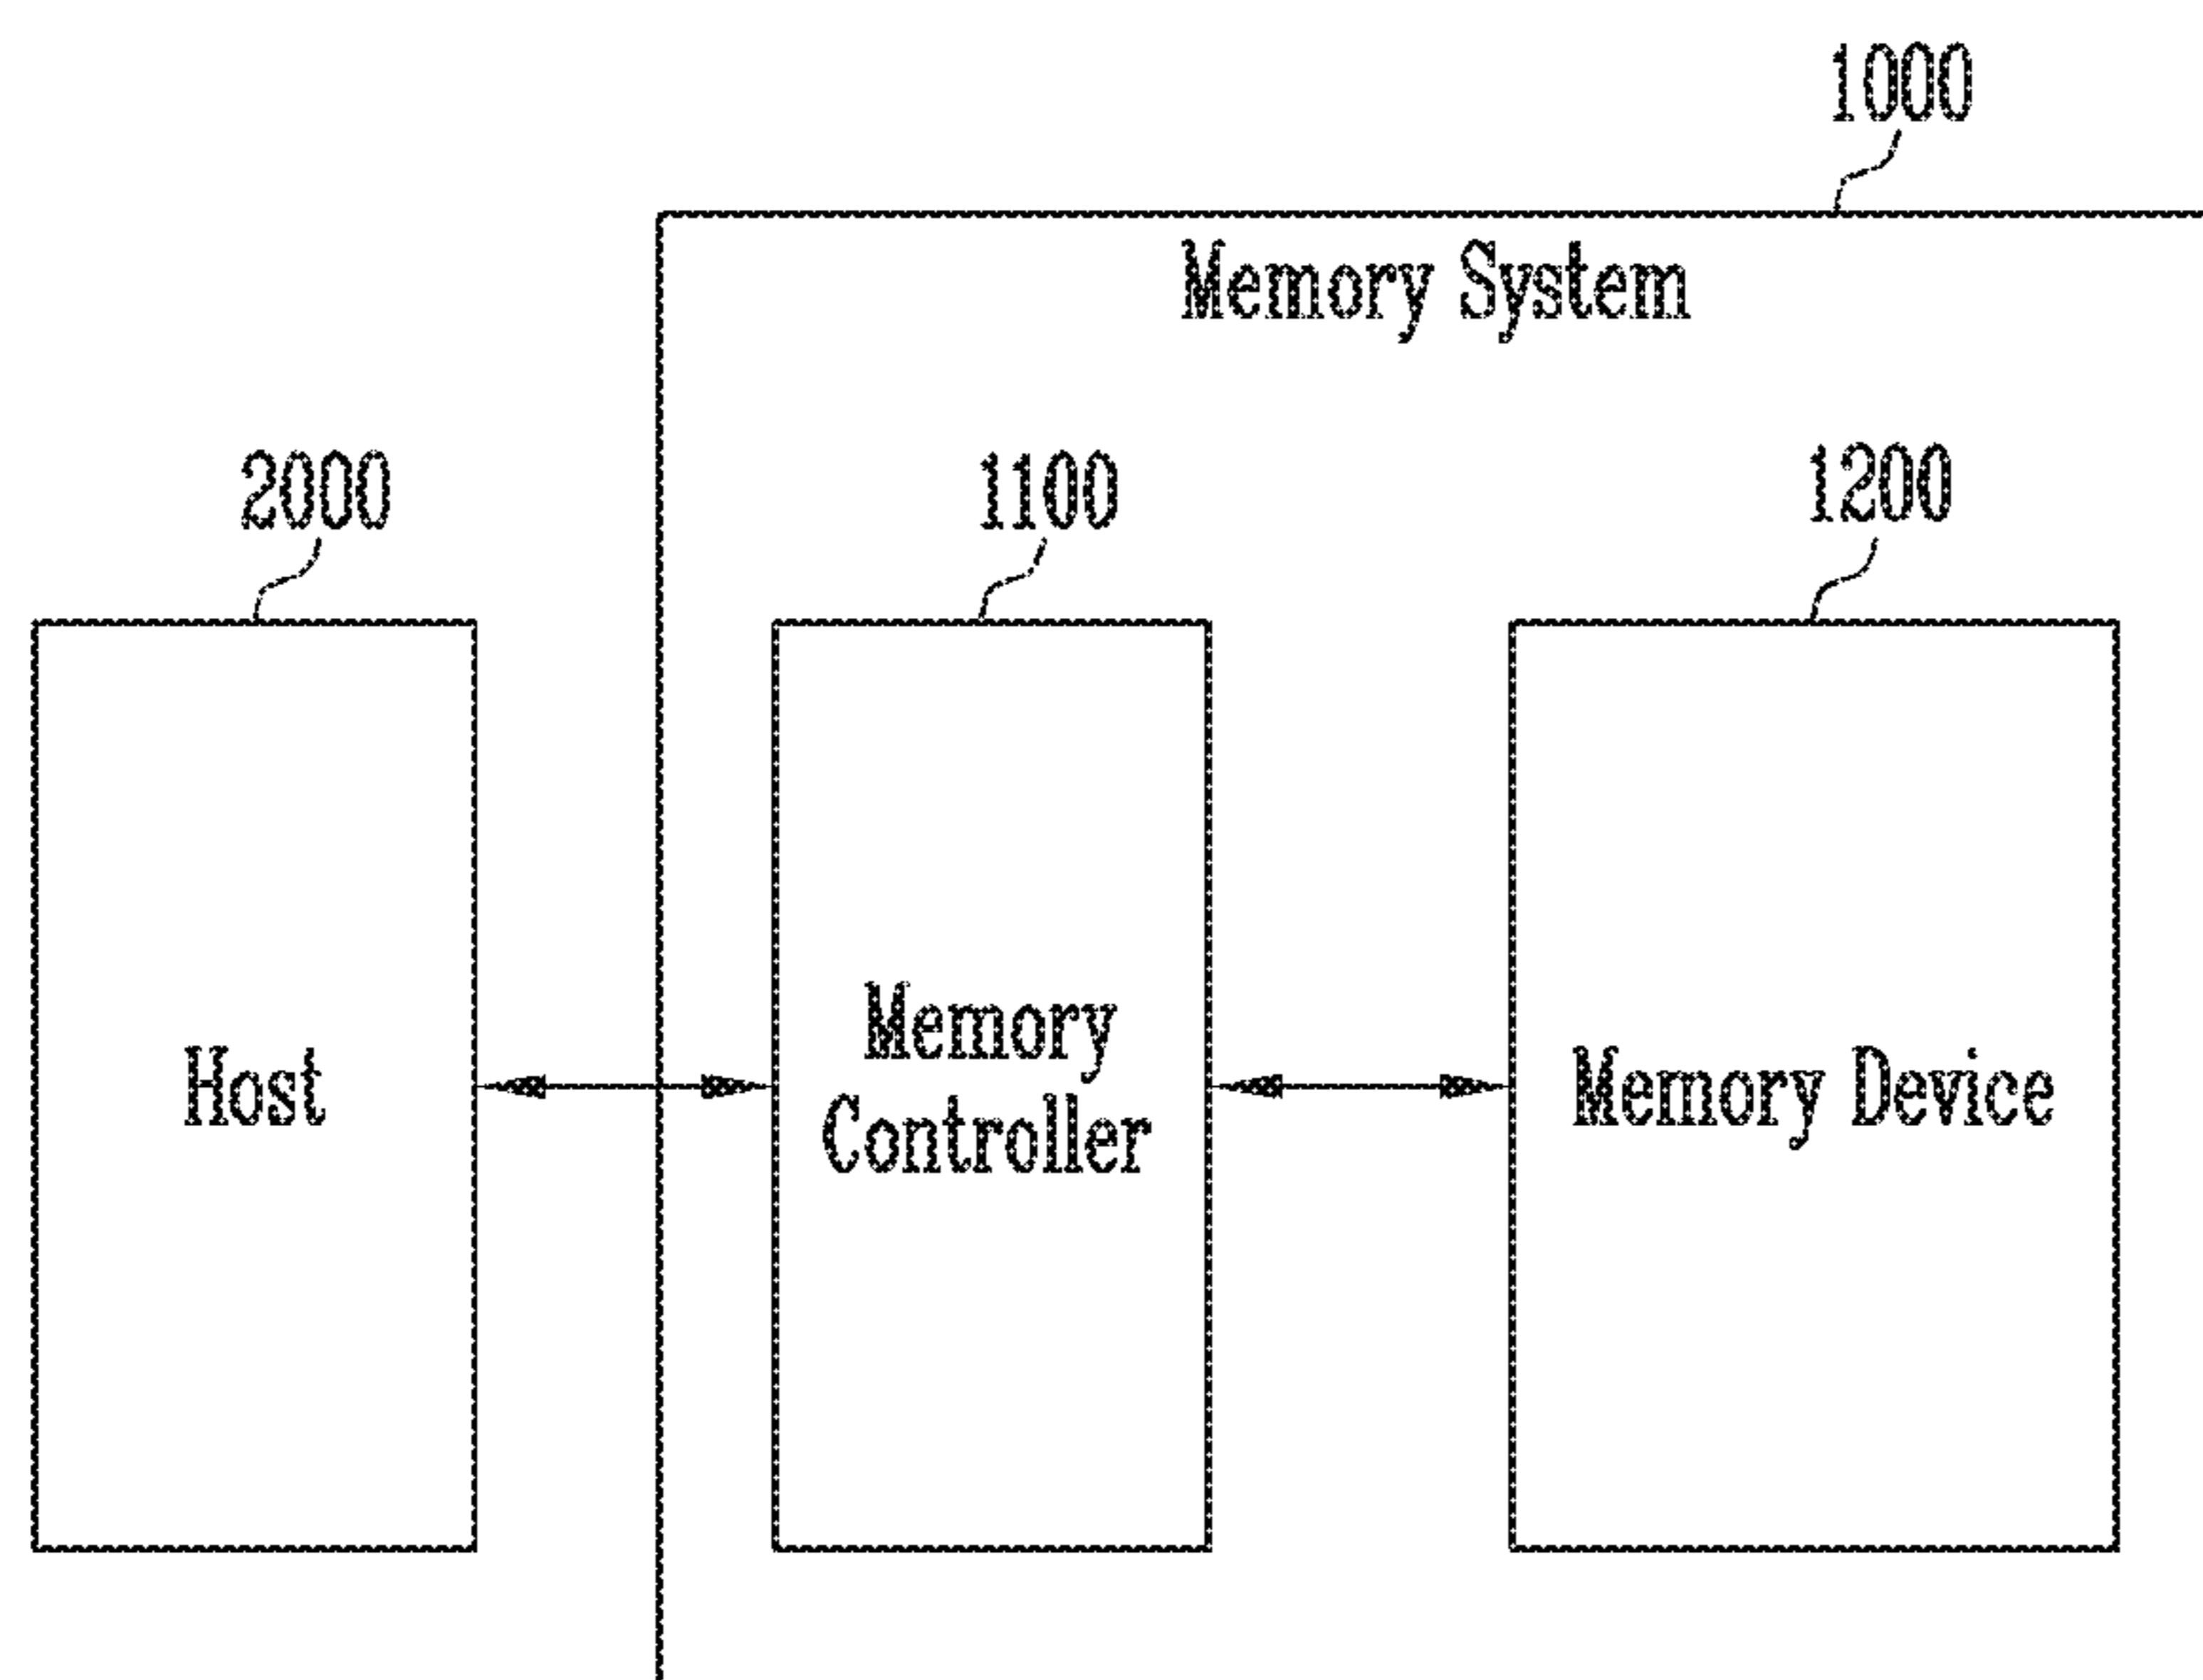 1000
Memory System
2000
1100
1200
Host
Memory
Controller
Memory Device